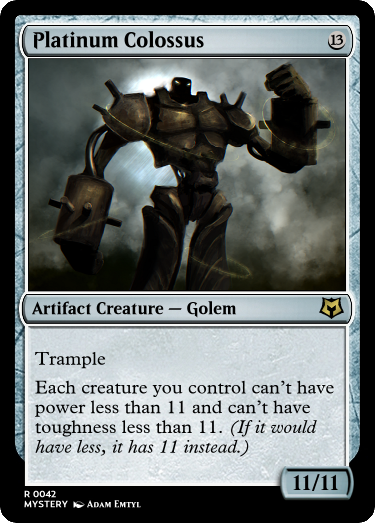 Platinum Colossus 13
Artifact Creature — Golem
Trample
Each creature you control can't have
power less than 11 and can't have
toughness less than 11. (If it would
have less, it has 11 instead.)
11/11
R 0042
MYSTERY Adam Emtyl